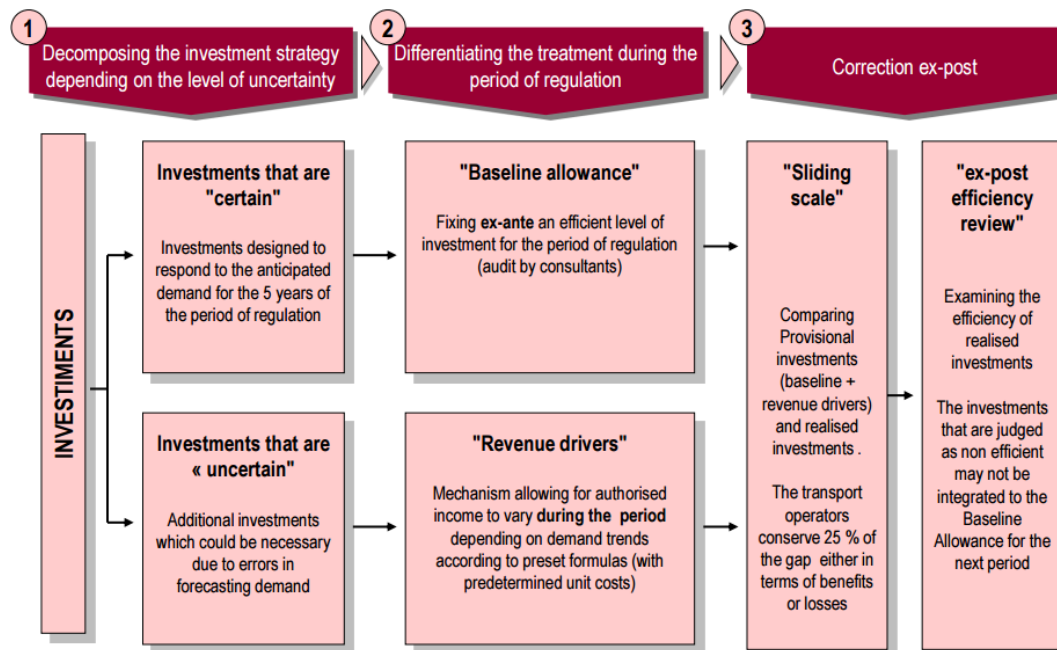 1
Decomposing the investment strategy
depending on the level of uncertainty
2
Differentiating the treatment during the
period of regulation
3
Correction ex-post
INVESTIMENTS
Investments that are
"certain"
Investments designed to
respond to the anticipated
demand for the 5 years of
the period of regulation
"Baseline allowance"
Fixing ex-ante an efficient level of
investment for the period of regulation
(audit by consultants)
Investments that are
« uncertain"
Additional investments
which could be necessary
due to errors in
forecasting demand
"Revenue drivers"
Mechanism allowing for authorised
income to vary during the period
depending on demand trends
according to preset formulas (with
predetermined unit costs)
"Sliding
scale"
Comparing
Provisional
investments
(baseline +
revenue drivers)
and realised
investments .
The transport
operators
conserve 25 % of
the gap either in
terms of benefits
or losses
"ex-post
efficiency
review"
Examining the
efficiency of
realised
investments
The investments
that are judged
as non efficient
may not be
integrated to the
Baseline
Allowance for the
next period